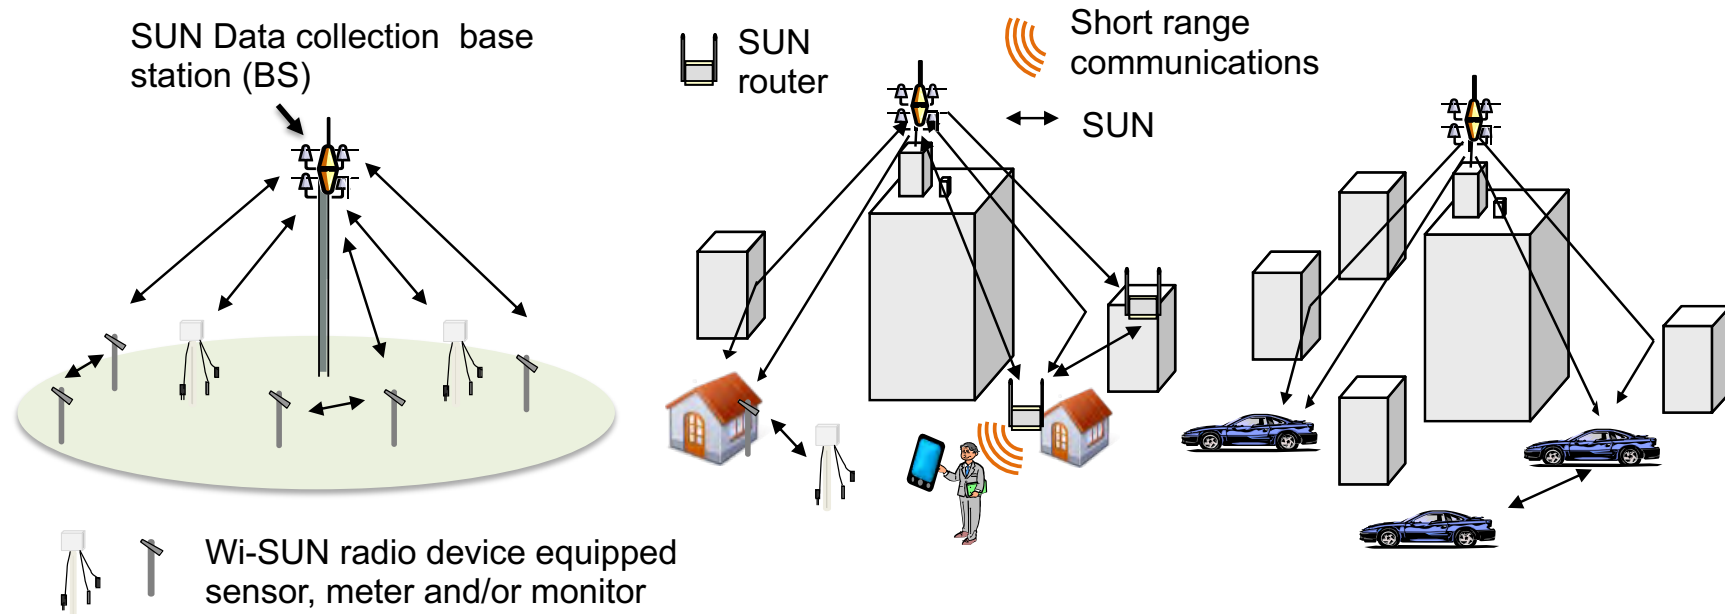 SUN Data collection base
station (BS)
SUN
router
Short range
communications
SUN
Wi-SUN radio device equipped
sensor, meter and/or monitor